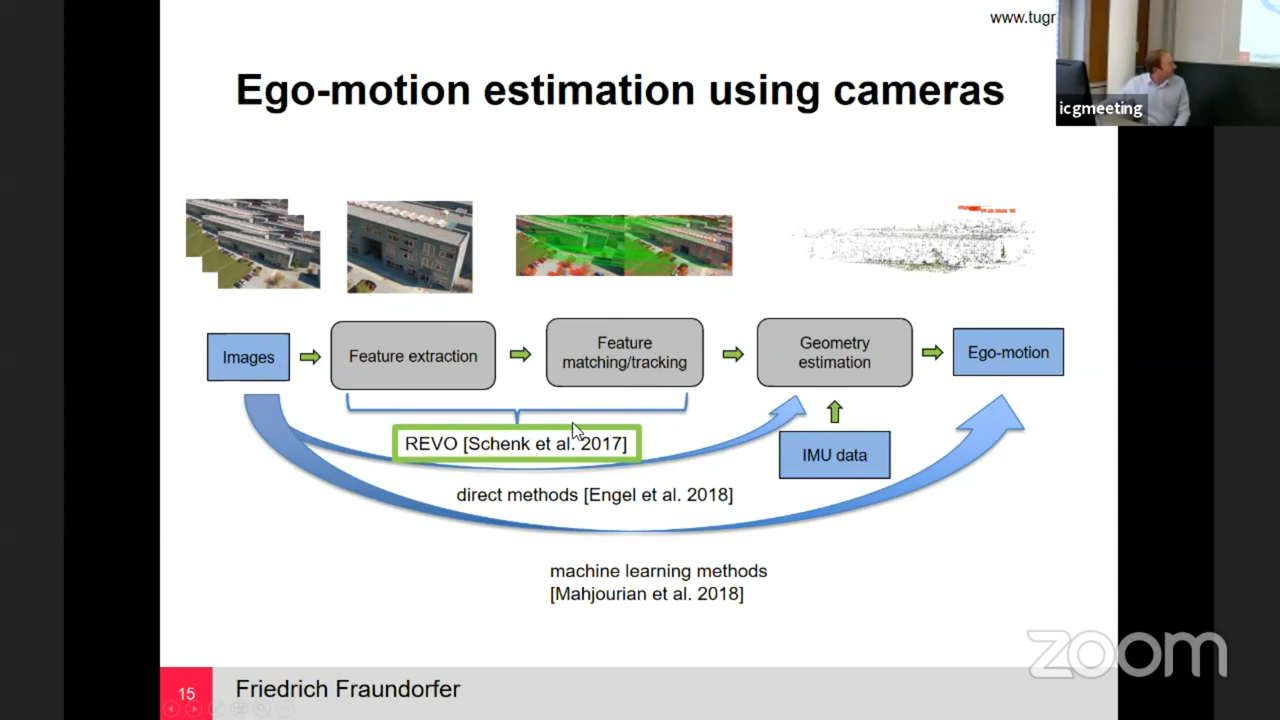 www.tugr
Ego-motion estimation using cameras
icgmeeting
Images
Feature extraction
Feature
matching/tracking
Geometry
estimation
Ego-motion
REVO [Schenk et al. 2017]
IMU data
direct methods [Engel et al. 2018]
machine learning methods
[Mahjourian et al. 2018]
zoom
15
Friedrich Fraundorfer